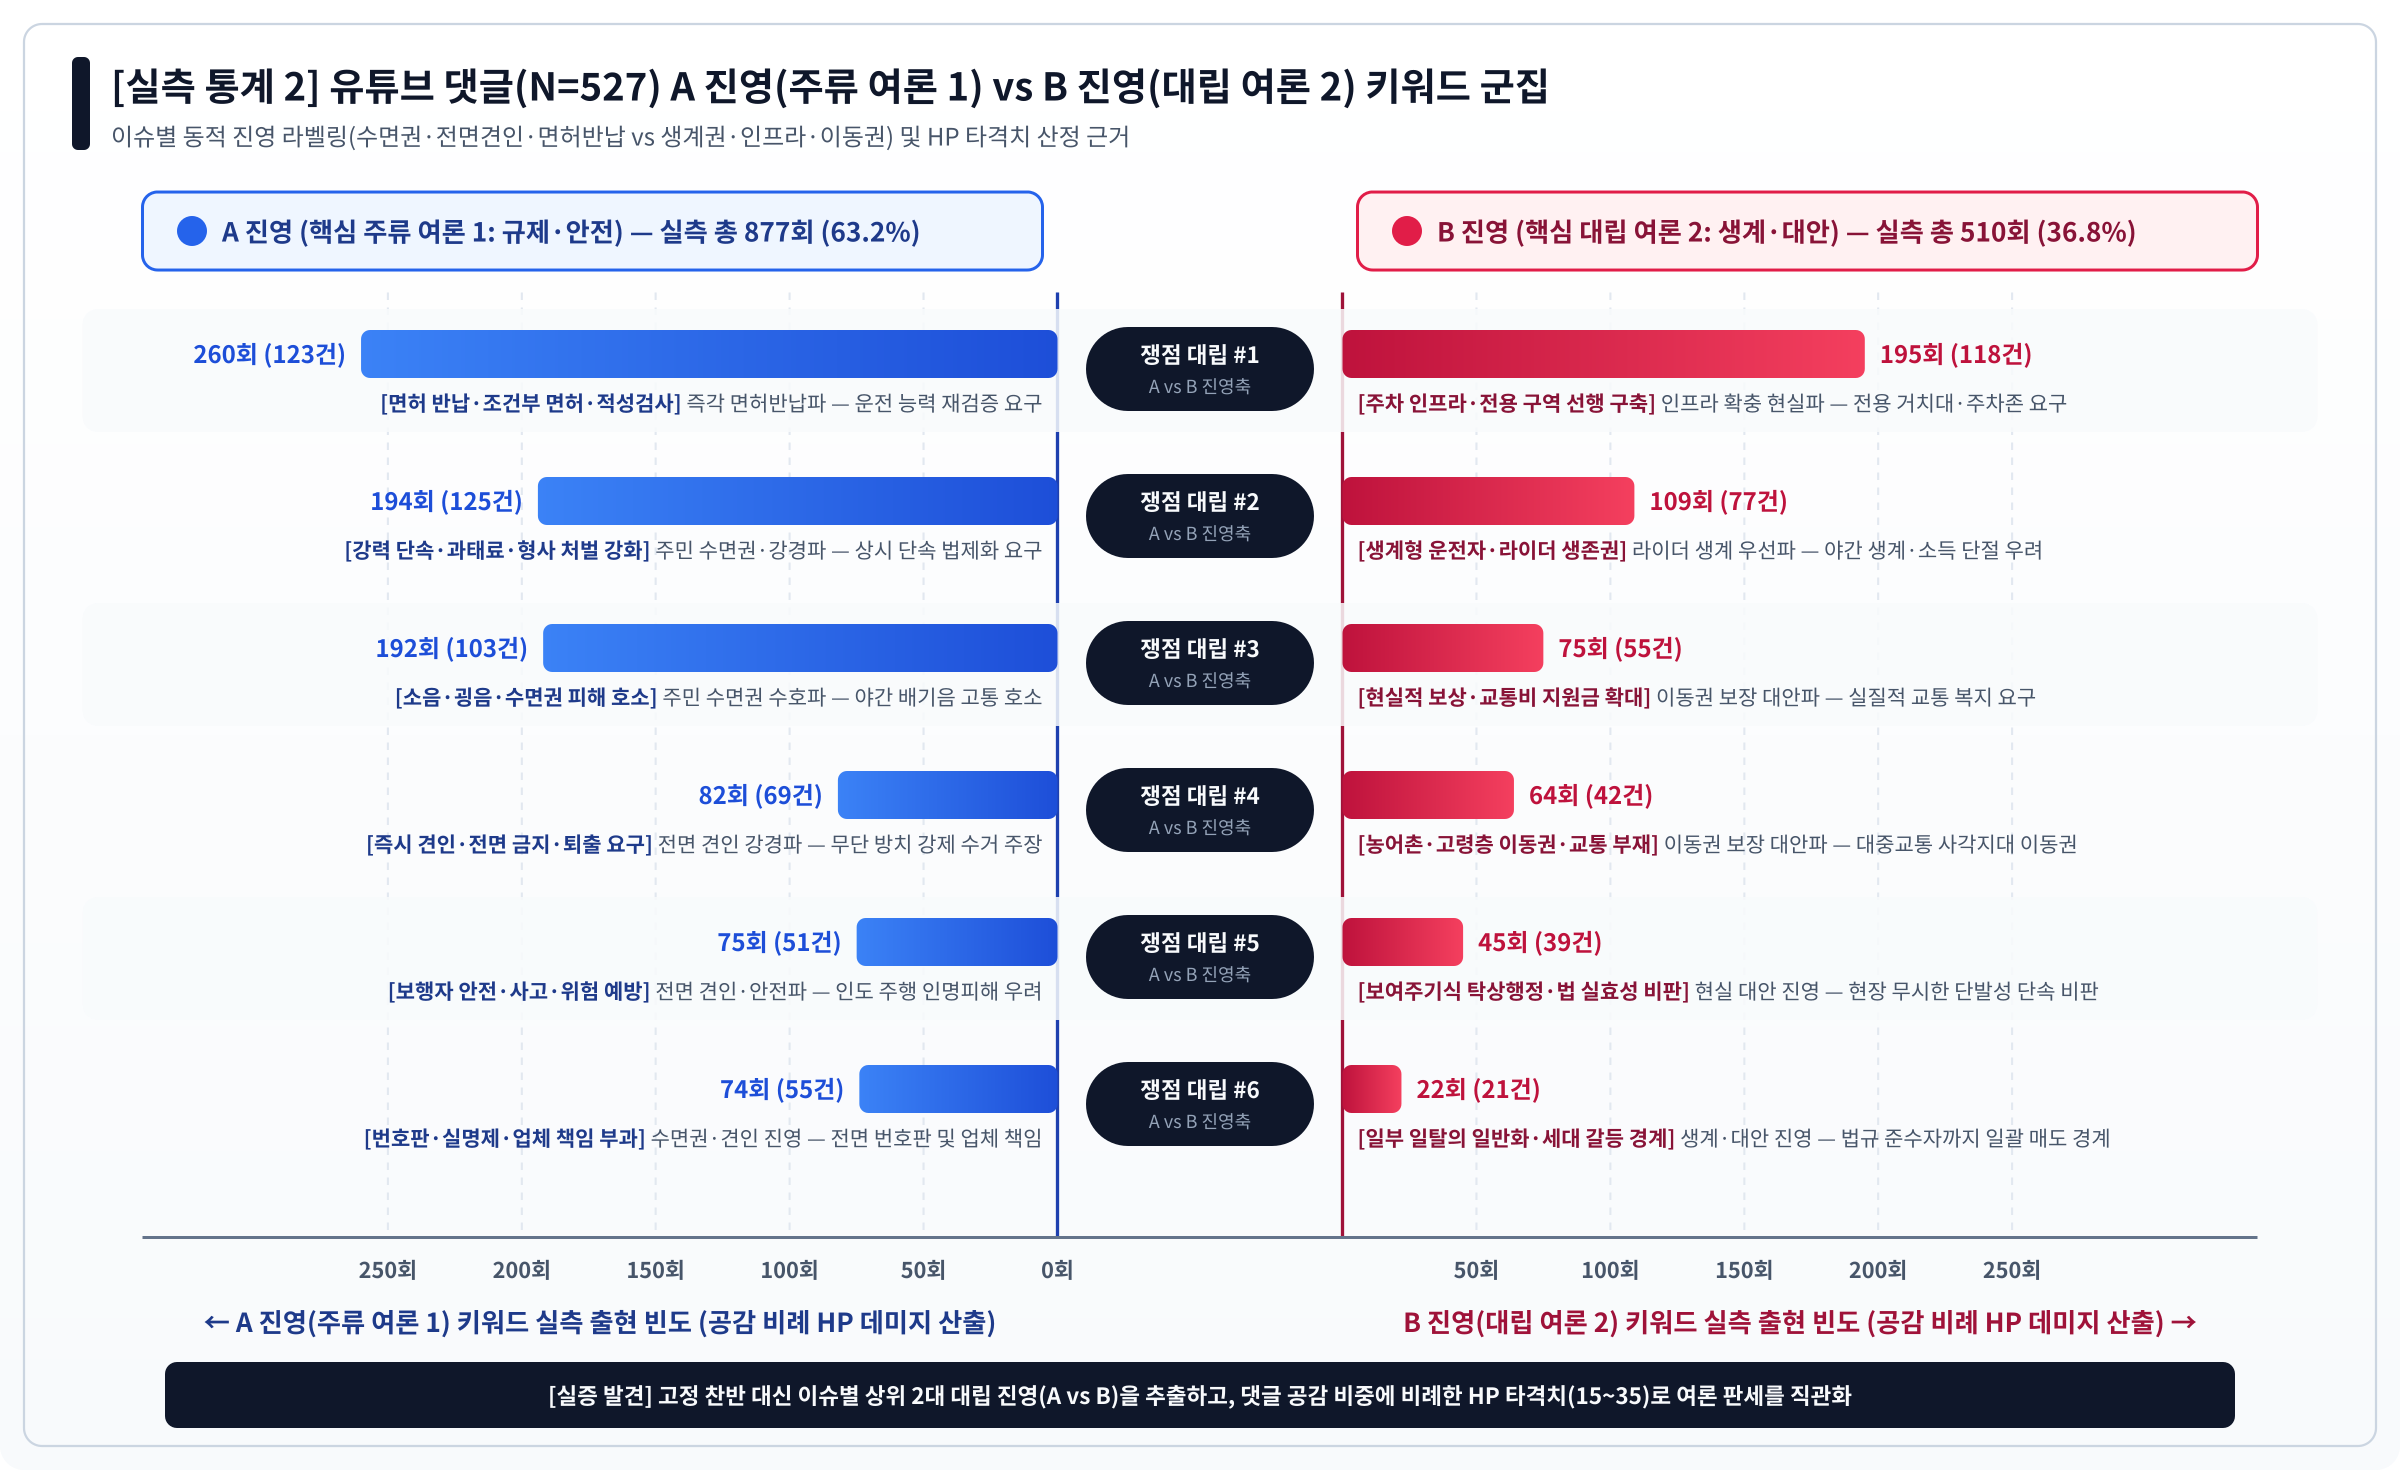 [실측 통계 2] 유튜브 댓글(N=527) A 진영(주류 여론 1) vs B 진영(대립 여론 2) 키워드 군집
이슈별 동적 진영 라벨링(수면권·전면견인·면허반납 vs 생계권·인프라·이동권) 및 HP 타격치 산정 근거
A 진영 (핵심 주류 여론 1: 규제·안전) — 실측 총 877회 (63.2%)
B 진영 (핵심 대립 여론 2: 생계·대안) — 실측 총 510회 (36.8%)
260회 (123건)
[면허 반납·조건부 면허·적성검사] 즉각 면허반납파 — 운전 능력 재검증 요구
쟁점 대립 #1
A vs B 진영축
195회 (118건)
[주차 인프라·전용 구역 선행 구축] 인프라 확충 현실파 — 전용 거치대·주차존 요구
194회 (125건)
[강력 단속·과태료·형사 처벌 강화] 주민 수면권·강경파 — 상시 단속 법제화 요구
쟁점 대립 #2
A vs B 진영축
109회 (77건)
[생계형 운전자·라이더 생존권] 라이더 생계 우선파 — 야간 생계·소득 단절 우려
192회 (103건)
[소음·굉음·수면권 피해 호소] 주민 수면권 수호파 — 야간 배기음 고통 호소
쟁점 대립 #3
A vs B 진영축
75회 (55건)
[현실적 보상·교통비 지원금 확대] 이동권 보장 대안파 — 실질적 교통 복지 요구
82회 (69건)
[즉시 견인·전면 금지·퇴출 요구] 전면 견인 강경파 — 무단 방치 강제 수거 주장
쟁점 대립 #4
A vs B 진영축
64회 (42건)
[농어촌·고령층 이동권·교통 부재] 이동권 보장 대안파 — 대중교통 사각지대 이동권
75회 (51건)
[보행자 안전·사고·위험 예방] 전면 견인·안전파 — 인도 주행 인명피해 우려
쟁점 대립 #5
A vs B 진영축
45회 (39건)
[보여주기식 탁상행정·법 실효성 비판] 현실 대안 진영 — 현장 무시한 단발성 단속 비판
74회 (55건)
[번호판·실명제·업체 책임 부과] 수면권·견인 진영 — 전면 번호판 및 업체 책임
쟁점 대립 #6
A vs B 진영축
22회 (21건)
[일부 일탈의 일반화·세대 갈등 경계] 생계·대안 진영 — 법규 준수자까지 일괄 매도 경계
250회 200회 150회 100회 50회 0회 50회 100회 150회 200회 250회
← A 진영(주류 여론 1) 키워드 실측 출현 빈도 (공감 비례 HP 데미지 산출)
B 진영(대립 여론 2) 키워드 실측 출현 빈도 (공감 비례 HP 데미지 산출) →
[실증 발견] 고정 찬반 대신 이슈별 상위 2대 대립 진영(A vs B)을 추출하고, 댓글 공감 비중에 비례한 HP 타격치(15~35)로 여론 판세를 직관화